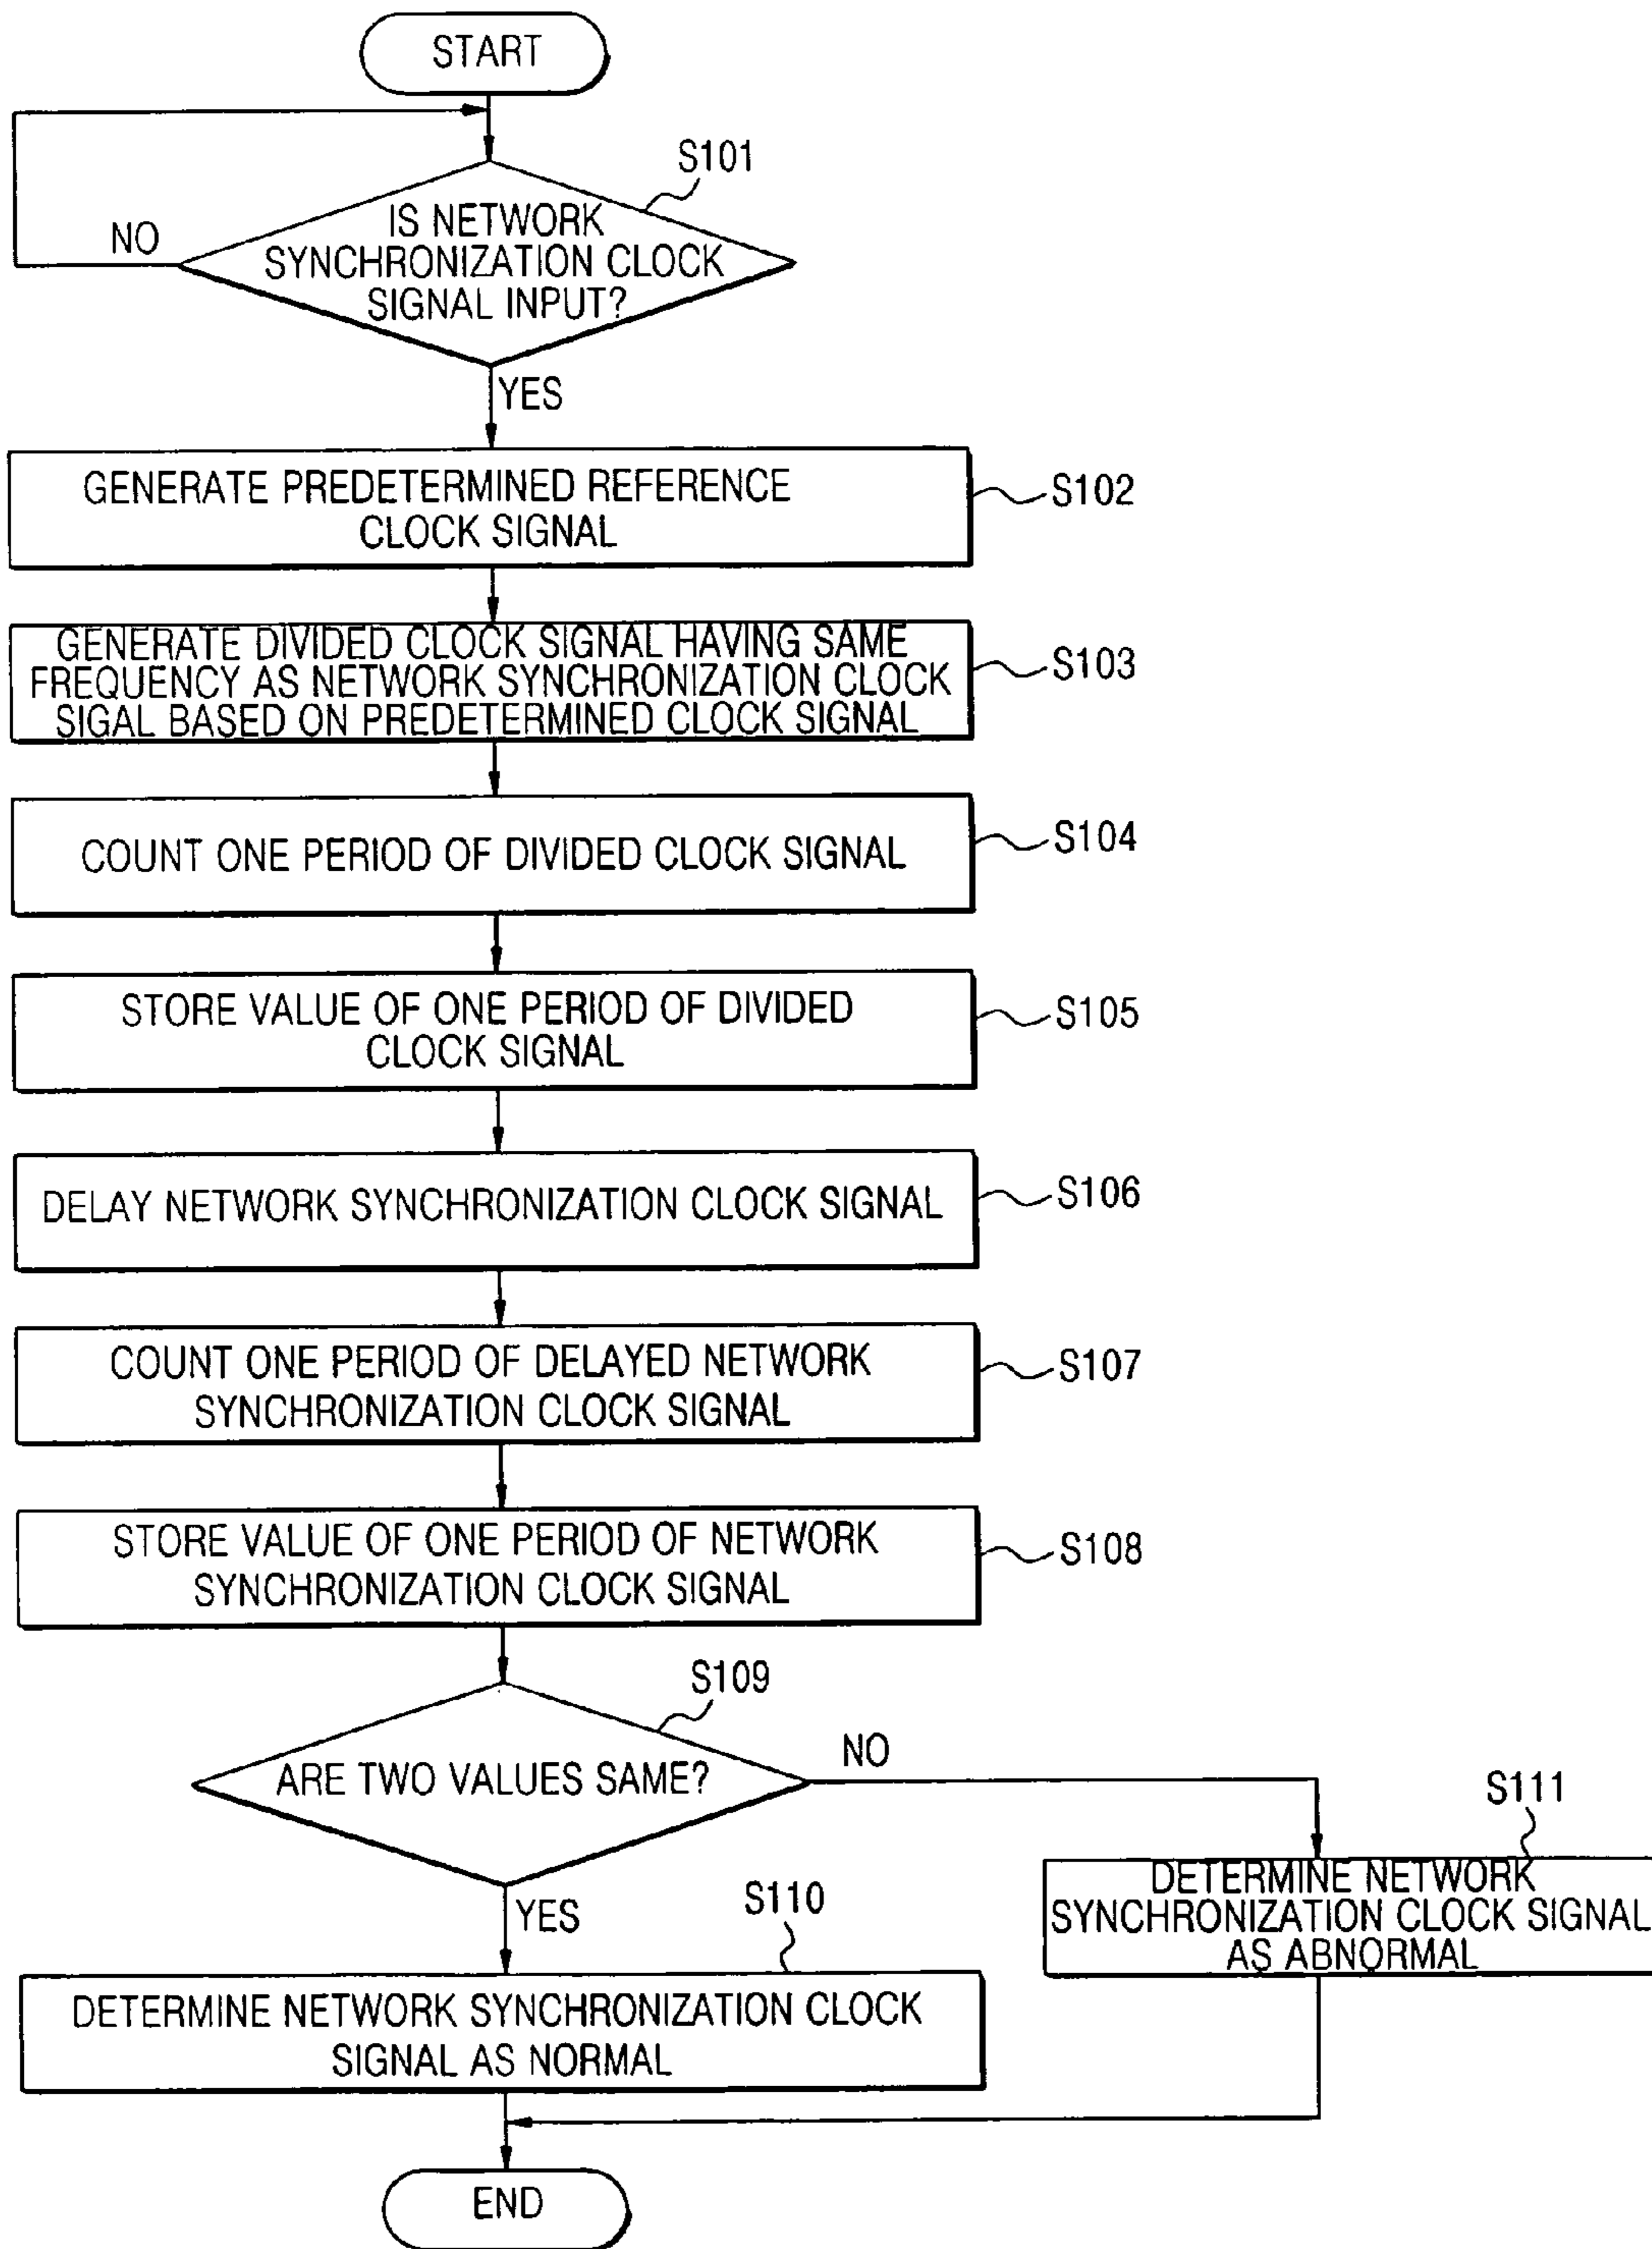 START
S101
IS NETWORK
SYNCHRONIZATION CLOCK
SIGNAL INPUT?
NO
YES
GENERATE PREDETERMINED REFERENCE
CLOCK SIGNAL
S102
GENERATE DIVIDED CLOCK SIGNAL HAVING SAME
FREQUENCY AS NETWORK SYNCHRONIZATION CLOCK
SIGAL BASED ON PREDETERMINED CLOCK SIGNAL
S103
COUNT ONE PERIOD OF DIVIDED CLOCK SIGNAL
S104
STORE VALUE OF ONE PERIOD OF DIVIDED
CLOCK SIGNAL
S105
DELAY NETWORK SYNCHRONIZATION CLOCK SIGNAL
S106
COUNT ONE PERIOD OF DELAYED NETWORK
SYNCHRONIZATION CLOCK SIGNAL
S107
STORE VALUE OF ONE PERIOD OF NETWORK
SYNCHRONIZATION CLOCK SIGNAL
S108
S109
ARE TWO VALUES SAME?
NO
YES
S111
DETERMINE NETWORK
SYNCHRONIZATION CLOCK SIGNAL
AS ABNORMAL
S110
DETERMINE NETWORK SYNCHRONIZATION CLOCK
SIGNAL AS NORMAL
END